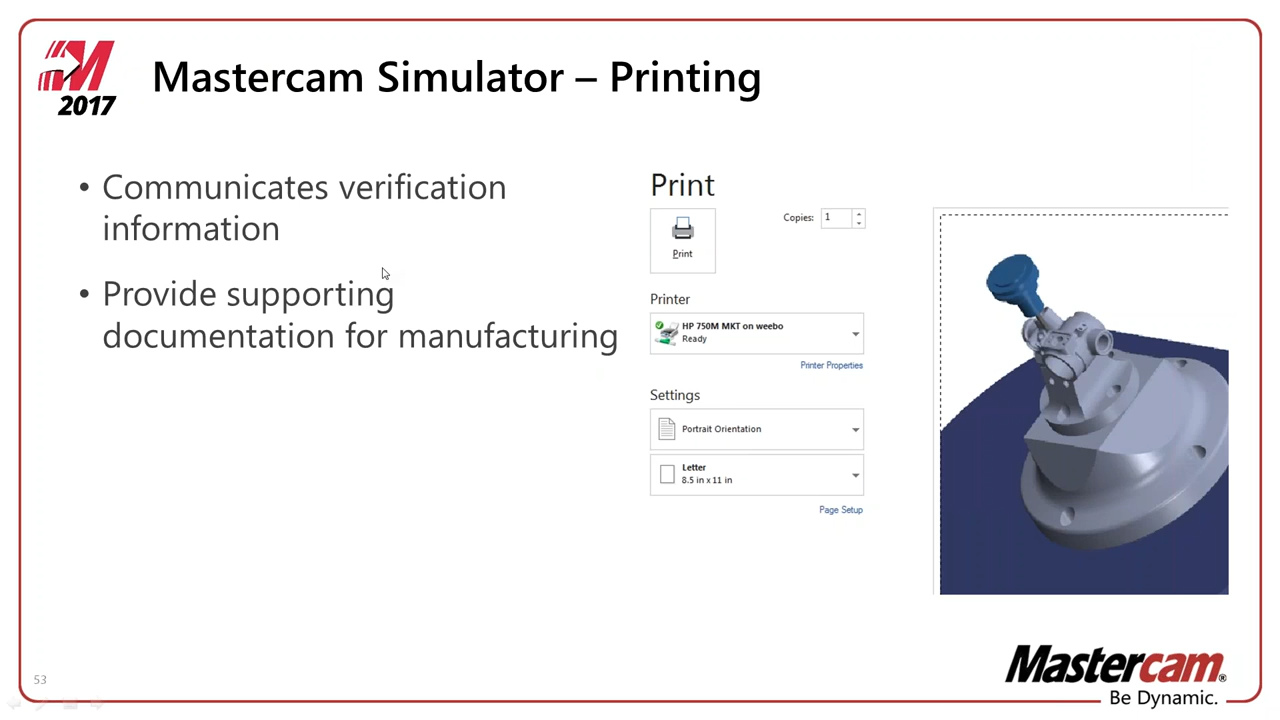 2017
Mastercam Simulator – Printing
• Communicates verification
information
• Provide supporting
documentation for manufacturing
Print
Print
Copies: 1
Printer
HP 750M MKT on weebo
Ready
Printer Properties
Settings
Portrait Orientation
Letter
8.5 in x 11 in
Page Setup
53
Mastercam®
Be Dynamic.